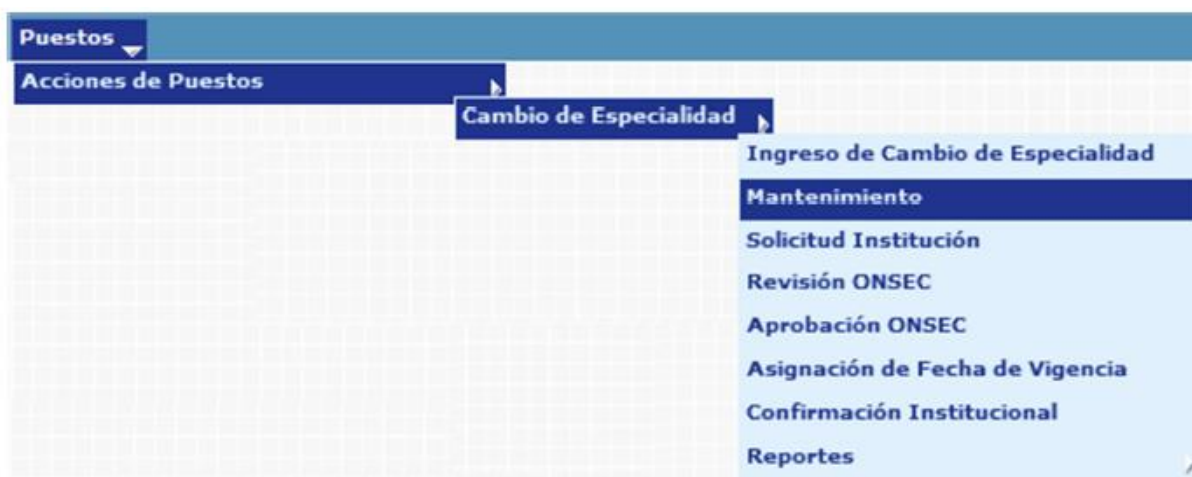 Puestos
Acciones de Puestos
Cambio de Especialidad
Ingreso de Cambio de Especialidad
Mantenimiento
Solicitud Institución
Revisión ONSEC
Aprobación ONSEC
Asignación de Fecha de Vigencia
Confirmación Institucional
Reportes